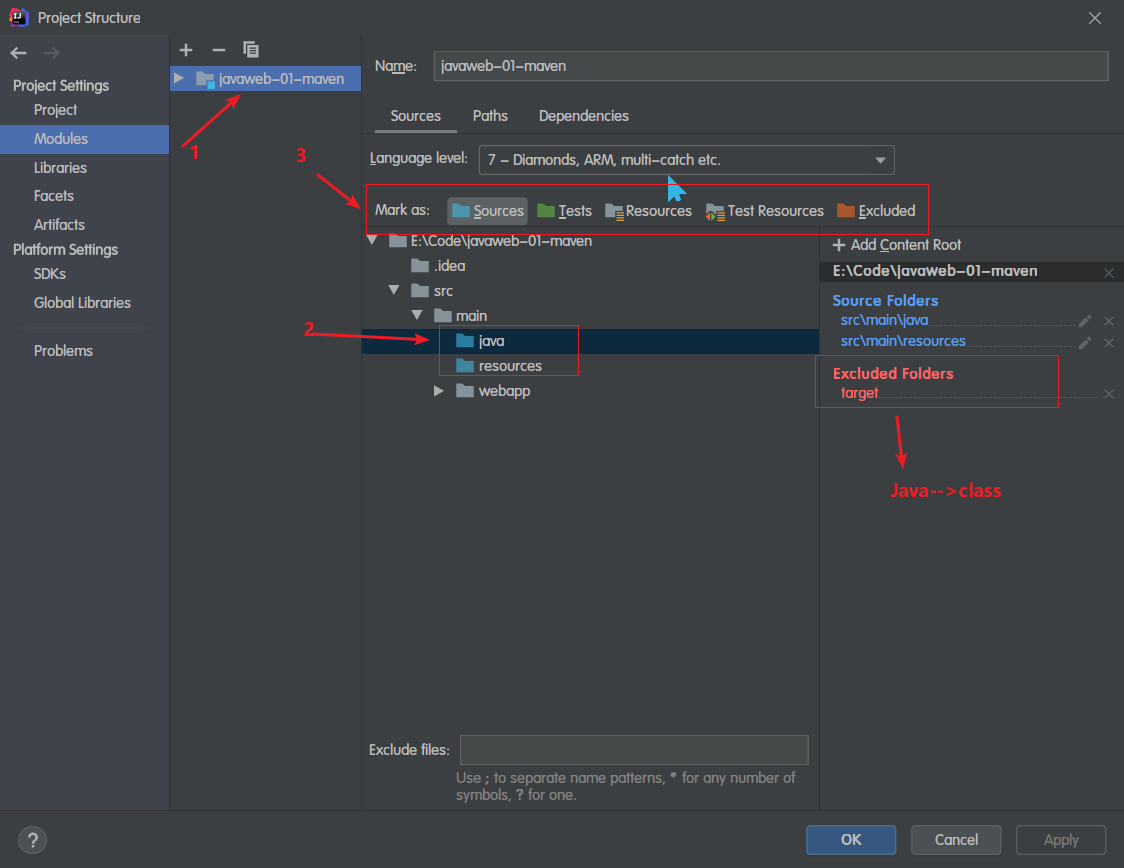 Project Structure
Project Settings
Project
Modules
Libraries
Facets
Artifacts
Platform Settings
SDKs
Global Libraries
Problems
javaweb-01-maven
1
Name: javaweb-01-maven
Sources Paths Dependencies
Language level: 7 - Diamonds, ARM, multi-catch etc.
3
Mark as: Sources Tests Resources Test Resources Excluded
E:\Code\javaweb-01-maven
.idea
src
main
2
java
resources
webapp
+ Add Content Root
E:\Code\javaweb-01-maven
Source Folders
src\main\java
src\main\resources
Excluded Folders
target
Java-->class
Exclude files:
Use ; to separate name patterns, * for any number of
symbols, ? for one.
? OK Cancel Apply